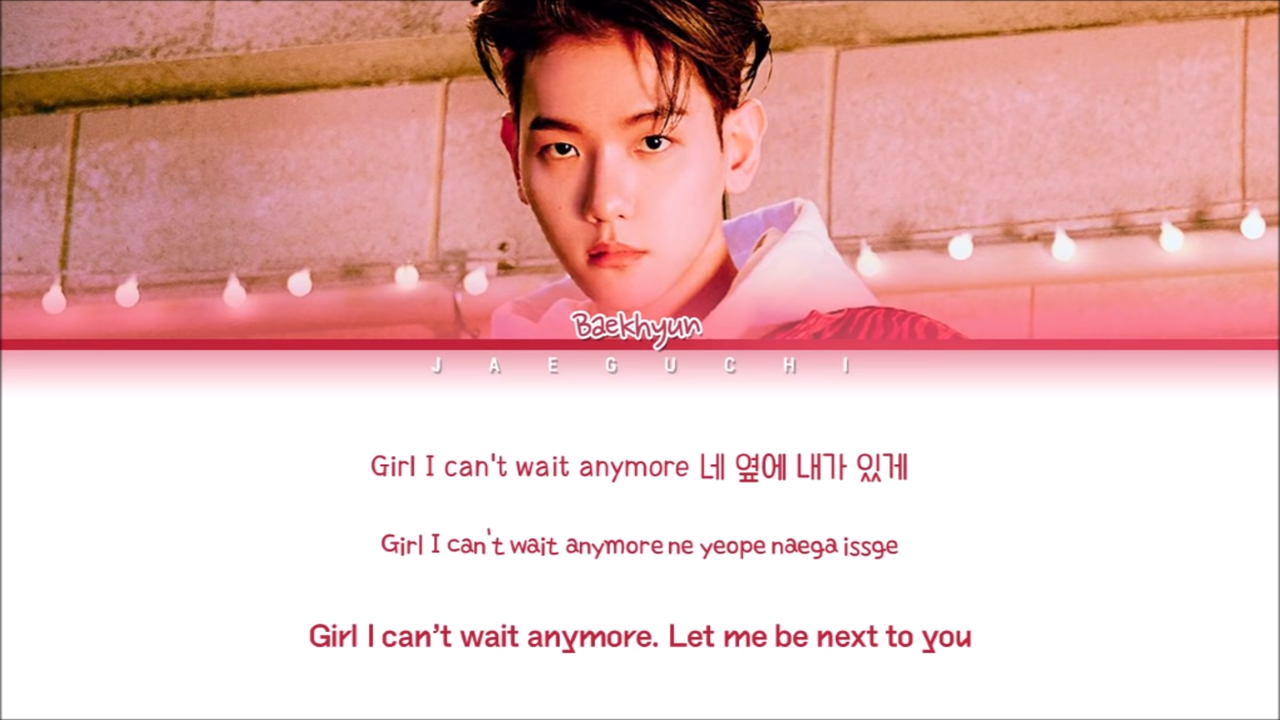 Baekhyun
JAEGUCHI
Girl I can't wait anymore 네 옆에 내가 있게
Girl I can't wait anymore ne yeope naega issge
Girl I can't wait anymore. Let me be next to you